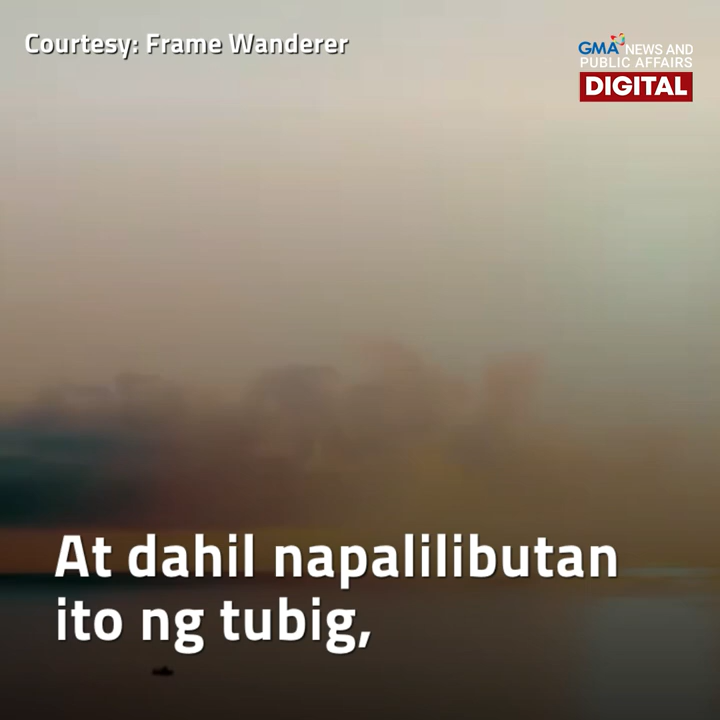 Courtesy: Frame Wanderer
GMA NEWS AND
PUBLIC AFFAIRS
DIGITAL
At dahil napalilibutan
ito ng tubig,